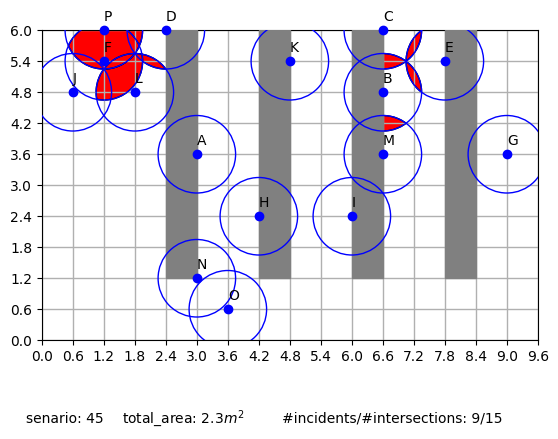 P D C
6.0
F K E
5.4
J L B
4.8
4.2
A M G
3.6
3.0
H I
2.4
1.8
N
1.2
O
0.6
0.0
0.0 0.6 1.2 1.8 2.4 3.0 3.6 4.2 4.8 5.4 6.0 6.6 7.2 7.8 8.4 9.0 9.6
senario: 45 total_area: 2.3m² #incidents/#intersections: 9/15